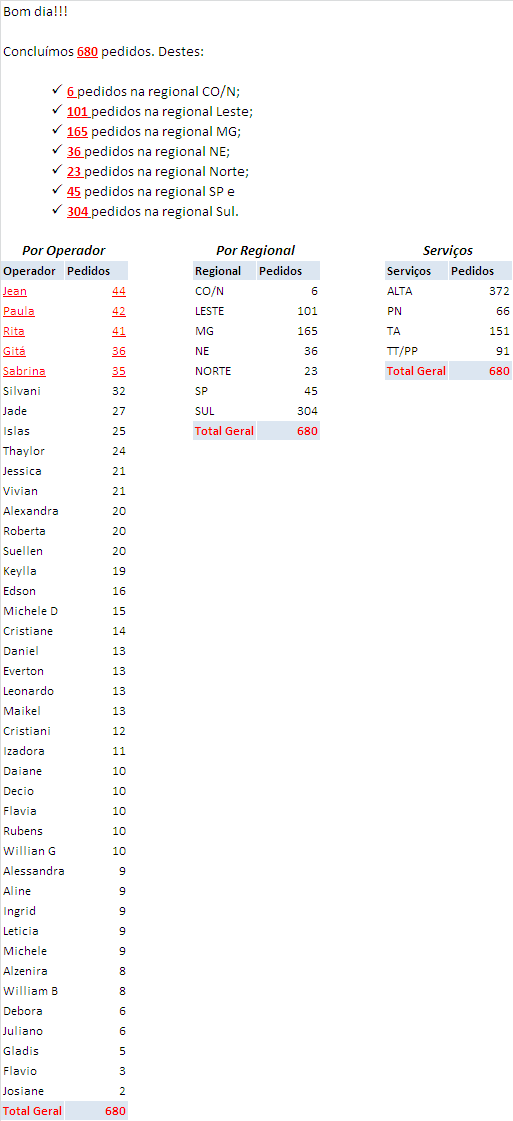 Bom dia!!!
Concluímos 680 pedidos. Destes:
✓ 6 pedidos na regional CO/N;
✓ 101 pedidos na regional Leste;
✓ 165 pedidos na regional MG;
✓ 36 pedidos na regional NE;
✓ 23 pedidos na regional Norte;
✓ 45 pedidos na regional SP e
✓ 304 pedidos na regional Sul.
Por Operador
Operador Pedidos
Jean 44
Paula 42
Rita 41
Gitá 36
Sabrina 35
Silvani 32
Jade 27
Islas 25
Thaylor 24
Jessica 21
Vivian 21
Alexandra 20
Roberta 20
Suellen 20
Keylla 19
Edson 16
Michele D 15
Cristiane 14
Daniel 13
Everton 13
Leonardo 13
Maikel 13
Cristiani 12
Izadora 11
Daiane 10
Decio 10
Flavia 10
Rubens 10
Willian G 10
Alessandra 9
Aline 9
Ingrid 9
Leticia 9
Michele 9
Alzenira 8
William B 8
Debora 6
Juliano 6
Gladis 5
Flavio 3
Josiane 2
Total Geral 680
Por Regional
Regional Pedidos
CO/N 6
LESTE 101
MG 165
NE 36
NORTE 23
SP 45
SUL 304
Total Geral 680
Serviços
Serviços Pedidos
ALTA 372
PN 66
TA 151
TT/PP 91
Total Geral 680